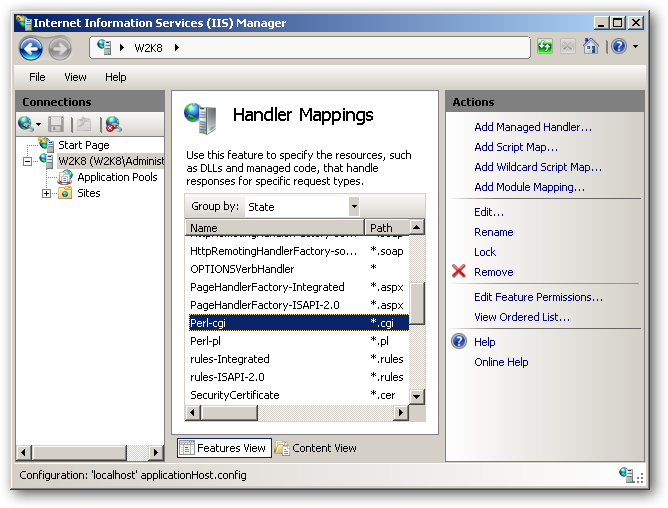 Internet Information Services (IIS) Manager
W2K8
File View Help
Connections
Start Page
W2K8 (W2K8\Administ
Application Pools
Sites
Handler Mappings
Use this feature to specify the resources, such
as DLLs and managed code, that handle
responses for specific request types.
Group by: State
Name Path
HttpRemotingHandlerFactory-so... *.soap
OPTIONSVerbHandler *
PageHandlerFactory-Integrated *.aspx
PageHandlerFactory-ISAPI-2.0 *.aspx
Perl-cgi *.cgi
Perl-pl *.pl
rules-Integrated *.rules
rules-ISAPI-2.0 *.rules
SecurityCertificate *.cer
Features View Content View
Actions
Add Managed Handler...
Add Script Map...
Add Wildcard Script Map...
Add Module Mapping...
Edit...
Rename
Lock
Remove
Edit Feature Permissions...
View Ordered List...
Help
Online Help
Configuration: 'localhost' applicationHost.config